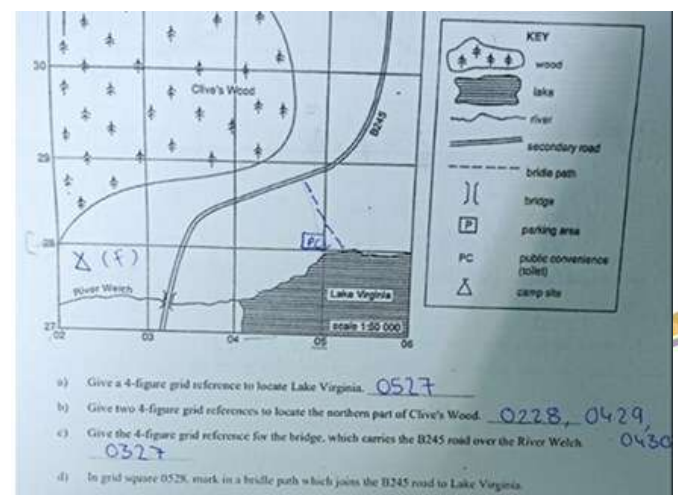 KEY
wood
30
Clive's Wood
lake
river
B245
secondary road
29
bridle path
bridge
P
parking area
PC
28
PC
public convenience
(toilet)
(f)
camp site
River Welch
Lake Virginia
scale 1:50 000
27
02
03
04
05
06
a) Give a 4-figure grid reference to locate Lake Virginia. 0527
b) Give two 4-figure grid references to locate the northern part of Clive's Wood. 0228, 0429,
0430
c) Give the 4-figure grid reference for the bridge, which carries the B245 road over the River Welch
0327
d) In grid square 0528, mark in a bridle path which joins the B245 road to Lake Virginia.